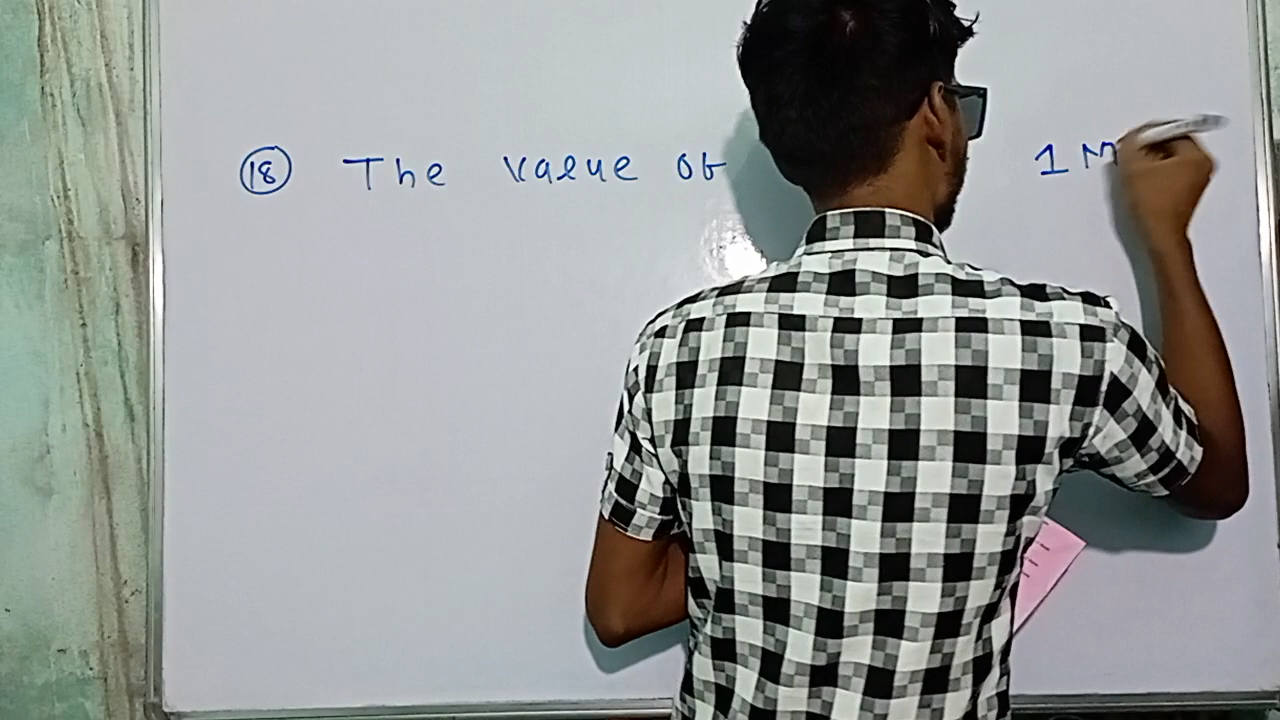 (18) The value of 1 M